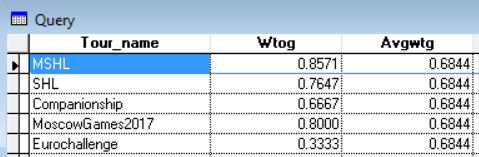 Query
Tour_name Wtog Avgwtg
MSHL 0.8571 0.6844
SHL 0.7647 0.6844
Companionship 0.6667 0.6844
MoscowGames2017 0.8000 0.6844
Eurochallenge 0.3333 0.6844